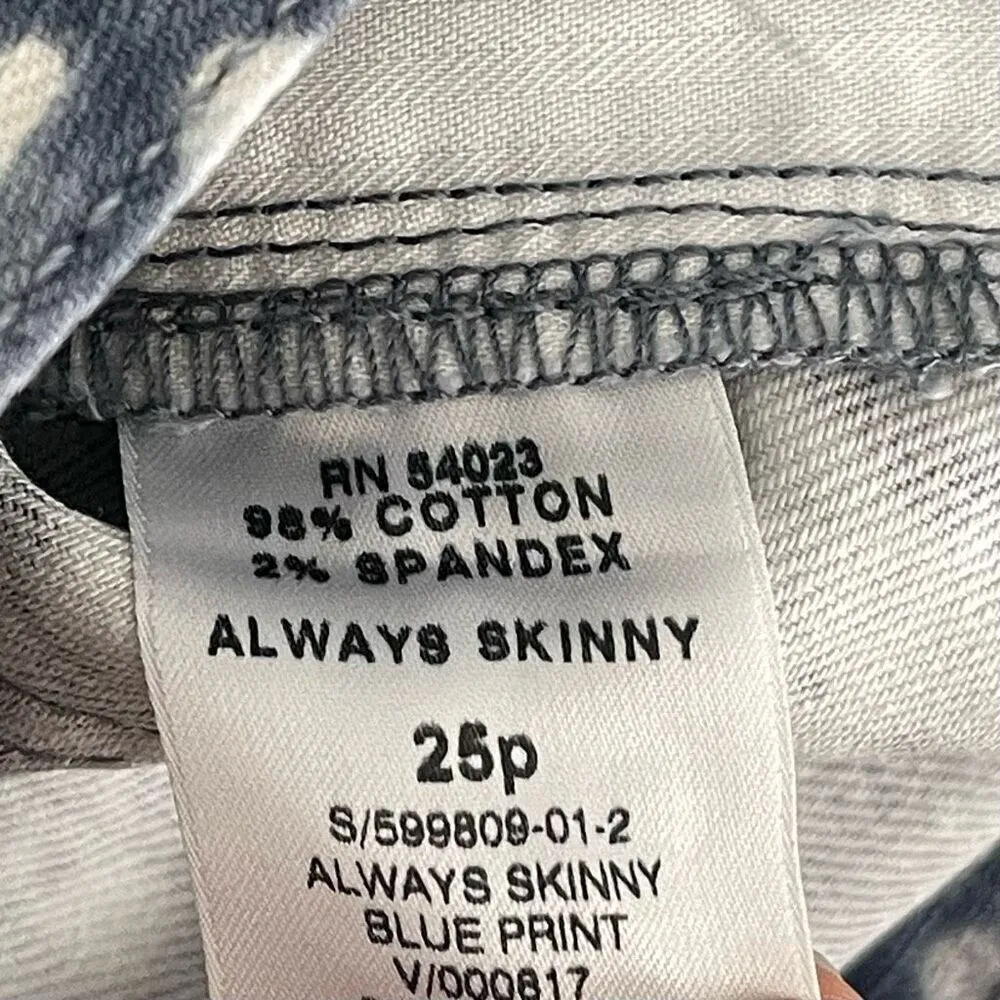 RN 54023
98% COTTON
2% SPANDEX
ALWAYS SKINNY
25p
S/599809-01-2
ALWAYS SKINNY
BLUE PRINT
V/000817